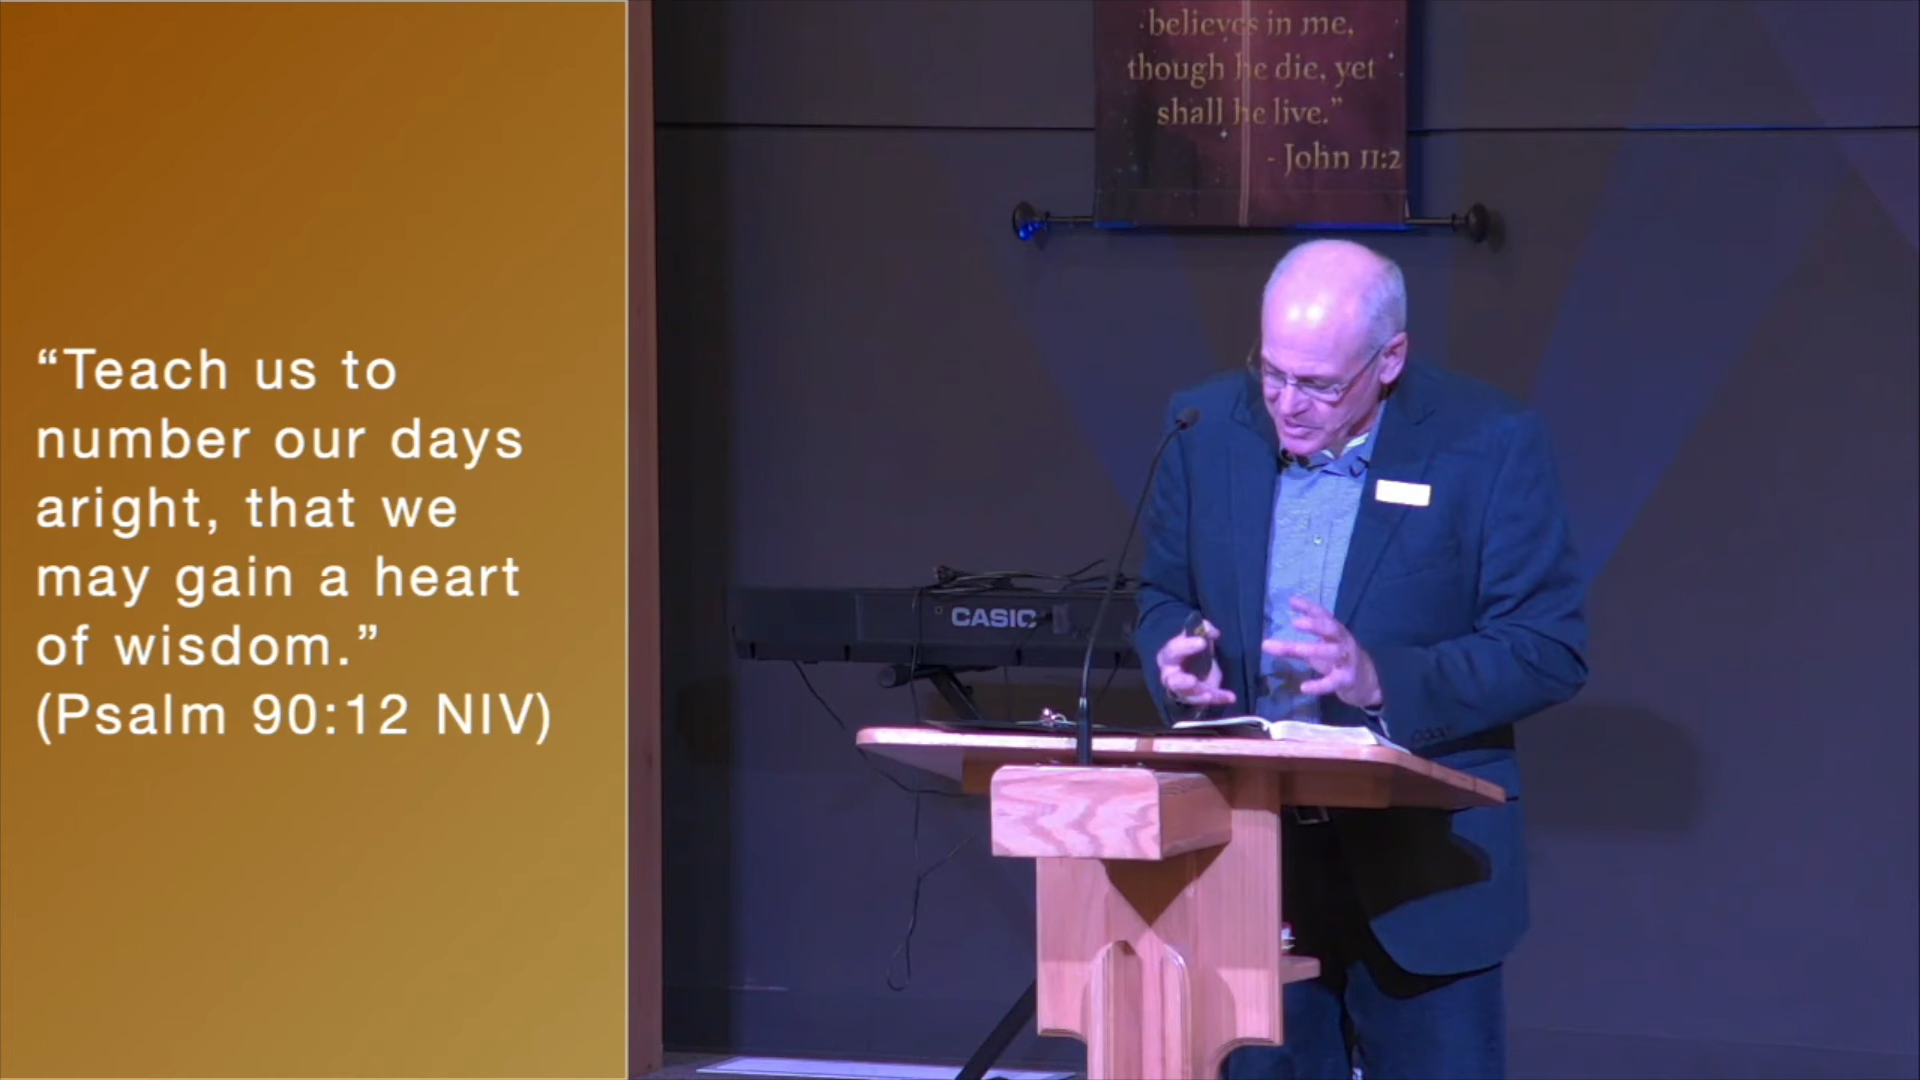 “Teach us to
number our days
aright, that we
may gain a heart
of wisdom.”
(Psalm 90:12 NIV)
believes in me,
though he die, yet
shall he live.”
- John 11:2
CASIO